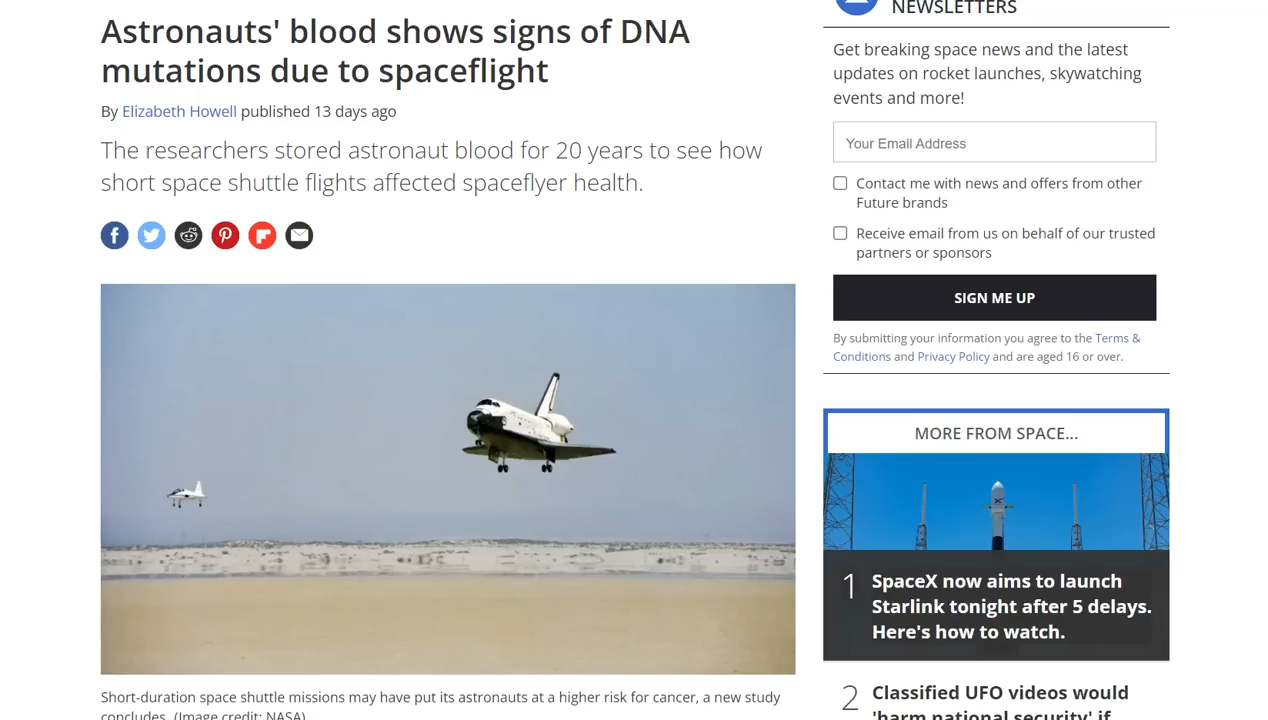 Astronauts' blood shows signs of DNA
mutations due to spaceflight
By Elizabeth Howell published 13 days ago
The researchers stored astronaut blood for 20 years to see how
short space shuttle flights affected spaceflyer health.
Short-duration space shuttle missions may have put its astronauts at a higher risk for cancer, a new study
concludes. (Image credit: NASA)
NEWSLETTERS
Get breaking space news and the latest
updates on rocket launches, skywatching
events and more!
Your Email Address
Contact me with news and offers from other
Future brands
Receive email from us on behalf of our trusted
partners or sponsors
SIGN ME UP
By submitting your information you agree to the Terms &
Conditions and Privacy Policy and are aged 16 or over.
MORE FROM SPACE...
1 SpaceX now aims to launch
Starlink tonight after 5 delays.
Here's how to watch.
2 Classified UFO videos would
'harm national security' if